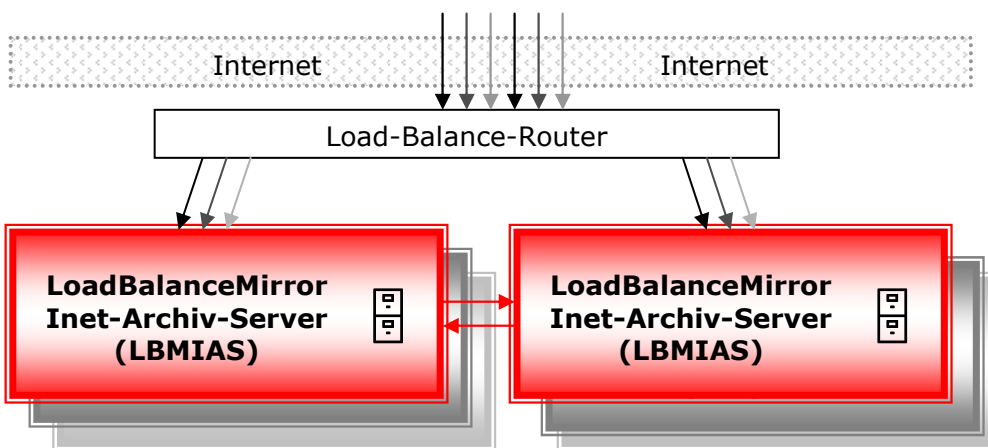 Internet Internet
Load-Balance-Router
LoadBalanceMirror
Inet-Archiv-Server
(LBMIAS)
LoadBalanceMirror
Inet-Archiv-Server
(LBMIAS)